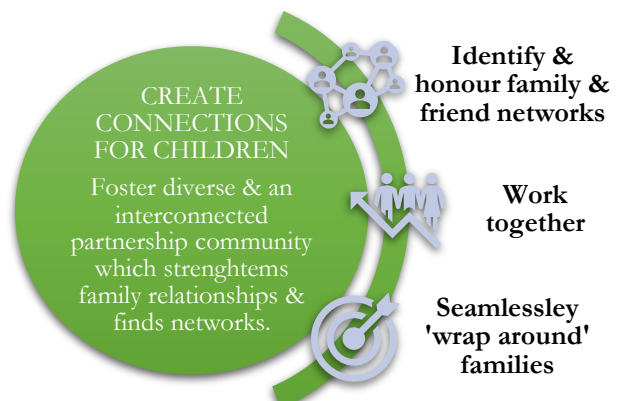 CREATE
CONNECTIONS
FOR CHILDREN
Foster diverse & an
interconnected
partnership community
which strenghtems
family relationships &
finds networks.
Identify &
honour family &
friend networks
Work
together
Seamlessley
'wrap around'
families